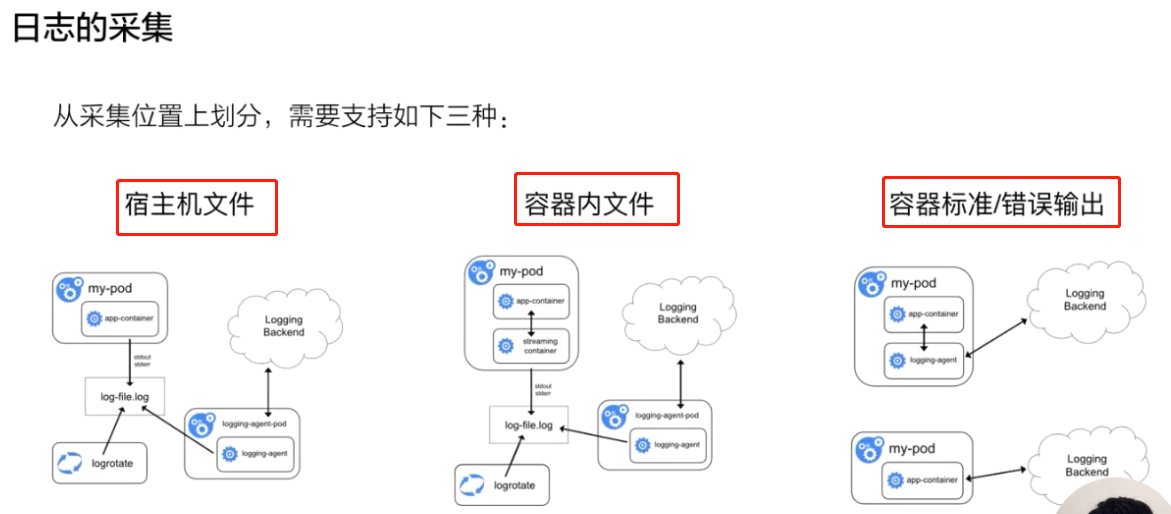 日志的采集
从采集位置上划分，需要支持如下三种：
宿主机文件
容器内文件
容器标准/错误输出
my-pod
app-container
stdout
stderr
log-file.log
logrotate
Logging
Backend
logging-agent-pod
logging-agent
my-pod
app-container
streaming
container
stdout
stderr
log-file.log
logrotate
Logging
Backend
logging-agent-pod
logging-agent
my-pod
app-container
logging-agent
Logging
Backend
my-pod
app-container
Logging
Backend